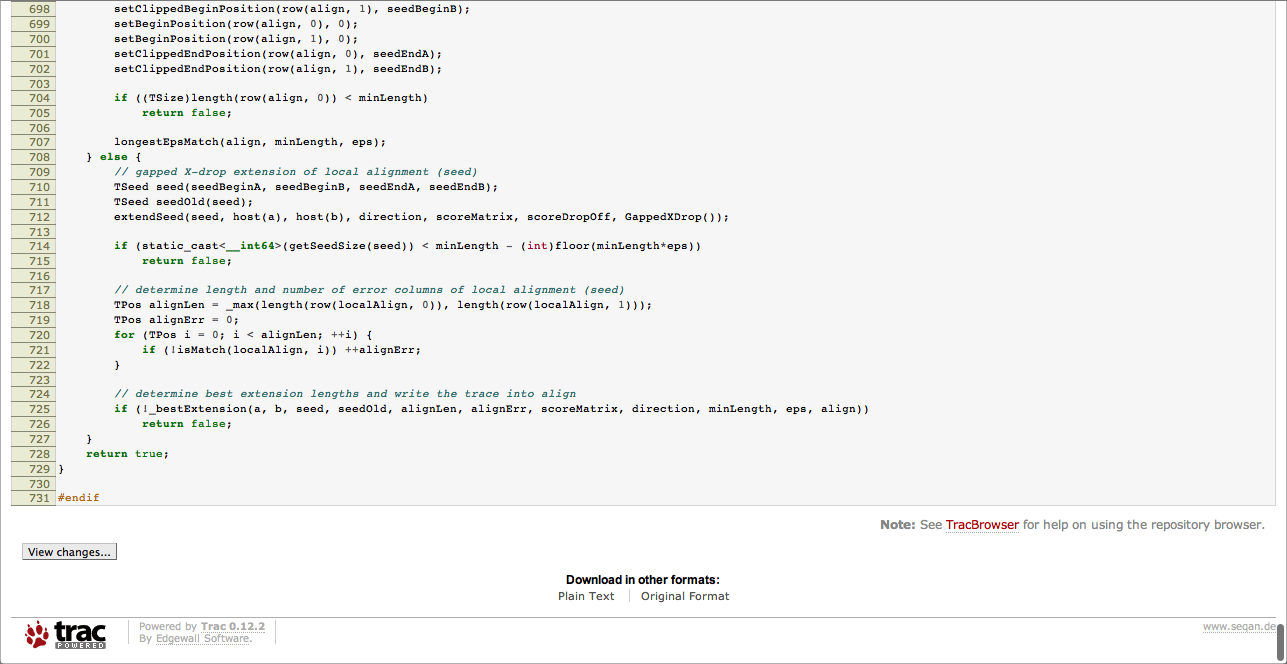 698         setClippedBeginPosition(row(align, 1), seedBeginB);
699         setBeginPosition(row(align, 0), 0);
700         setBeginPosition(row(align, 1), 0);
701         setClippedEndPosition(row(align, 0), seedEndA);
702         setClippedEndPosition(row(align, 1), seedEndB);
703
704         if ((TSize)length(row(align, 0)) < minLength)
705             return false;
706
707         longestEpsMatch(align, minLength, eps);
708     } else {
709         // gapped X-drop extension of local alignment (seed)
710         TSeed seed(seedBeginA, seedBeginB, seedEndA, seedEndB);
711         TSeed seedOld(seed);
712         extendSeed(seed, host(a), host(b), direction, scoreMatrix, scoreDropOff, GappedXDrop());
713
714         if (static_cast<__int64>(getSeedSize(seed)) < minLength - (int)floor(minLength*eps))
715             return false;
716
717         // determine length and number of error columns of local alignment (seed)
718         TPos alignLen = _max(length(row(localAlign, 0)), length(row(localAlign, 1)));
719         TPos alignErr = 0;
720         for (TPos i = 0; i < alignLen; ++i) {
721             if (!isMatch(localAlign, i)) ++alignErr;
722         }
723
724         // determine best extension lengths and write the trace into align
725         if (!_bestExtension(a, b, seed, seedOld, alignLen, alignErr, scoreMatrix, direction, minLength, eps, align))
726             return false;
727     }
728     return true;
729 }
730
731 #endif
Note: See TracBrowser for help on using the repository browser.
View changes...
Download in other formats:
Plain Text Original Format
trac POWERED
Powered by Trac 0.12.2
By Edgewall Software.
www.seqan.de